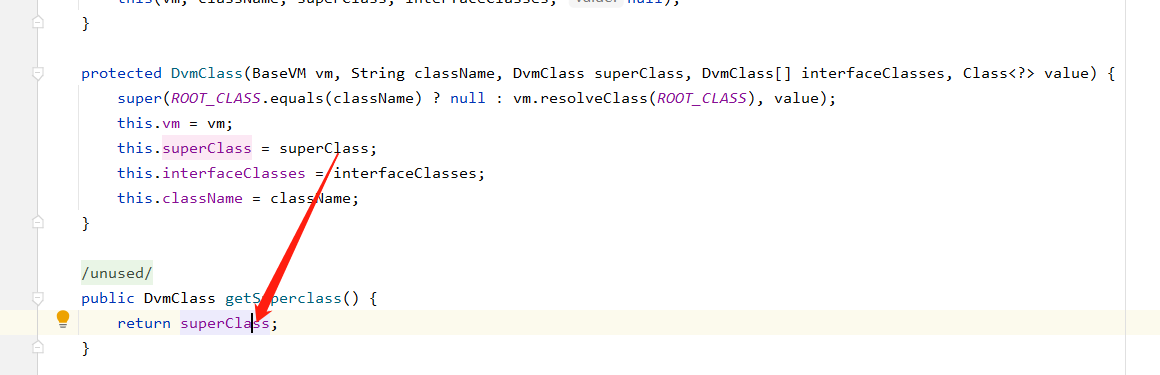 this(vm, className, superClass, interfaceClasses, value: null);
}
protected DvmClass(BaseVM vm, String className, DvmClass superClass, DvmClass[] interfaceClasses, Class<?> value) {
super(ROOT_CLASS.equals(className) ? null : vm.resolveClass(ROOT_CLASS), value);
this.vm = vm;
this.superClass = superClass;
this.interfaceClasses = interfaceClasses;
this.className = className;
}
/unused/
public DvmClass getSuperclass() {
return superClass;
}